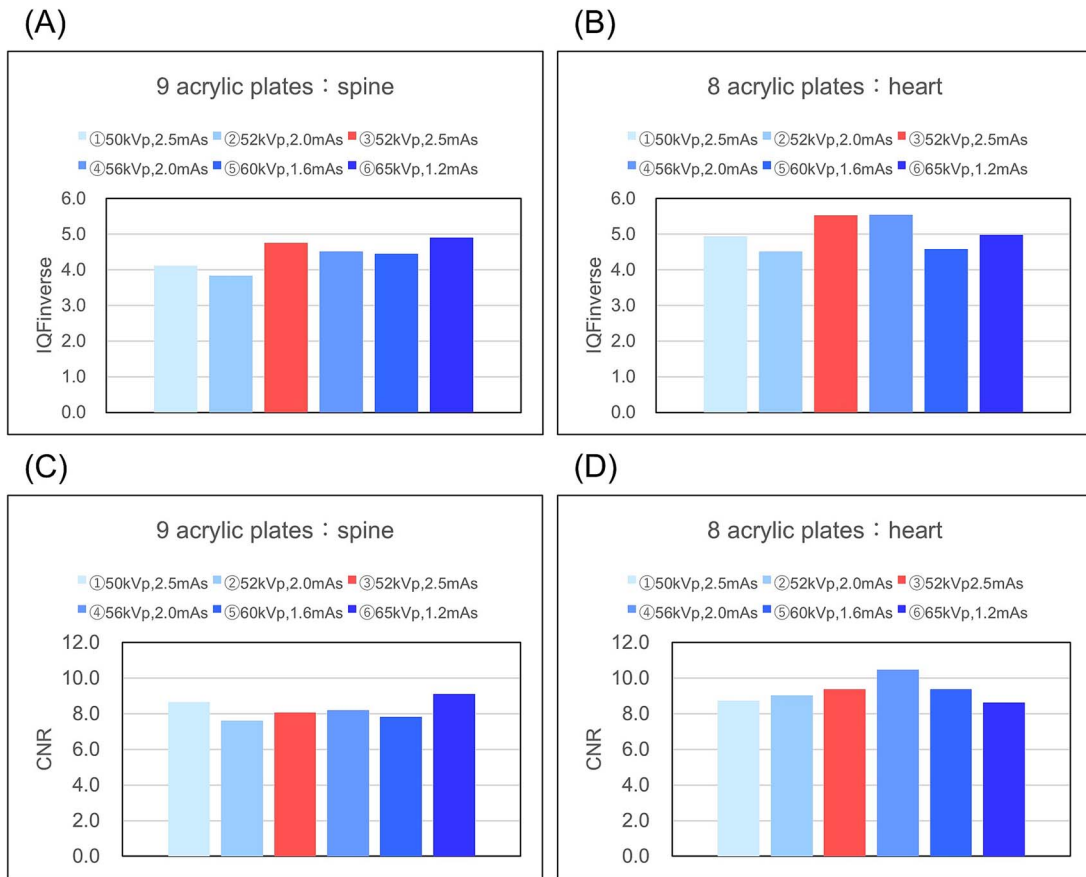 (A)
9 acrylic plates：spine
①50kVp,2.5mAs ②52kVp,2.0mAs ③52kVp,2.5mAs
④56kVp,2.0mAs ⑤60kVp,1.6mAs ⑥65kVp,1.2mAs
6.0
5.0
4.0
3.0
2.0
1.0
0.0
IQFinverse
(B)
8 acrylic plates：heart
①50kVp,2.5mAs ②52kVp,2.0mAs ③52kVp,2.5mAs
④56kVp,2.0mAs ⑤60kVp,1.6mAs ⑥65kVp,1.2mAs
6.0
5.0
4.0
3.0
2.0
1.0
0.0
IQFinverse
(C)
9 acrylic plates：spine
①50kVp,2.5mAs ②52kVp,2.0mAs ③52kVp,2.5mAs
④56kVp,2.0mAs ⑤60kVp,1.6mAs ⑥65kVp,1.2mAs
12.0
10.0
8.0
6.0
4.0
2.0
0.0
CNR
(D)
8 acrylic plates：heart
①50kVp,2.5mAs ②52kVp,2.0mAs ③52kVp2.5mAs
④56kVp,2.0mAs ⑤60kVp,1.6mAs ⑥65kVp,1.2mAs
12.0
10.0
8.0
6.0
4.0
2.0
0.0
CNR